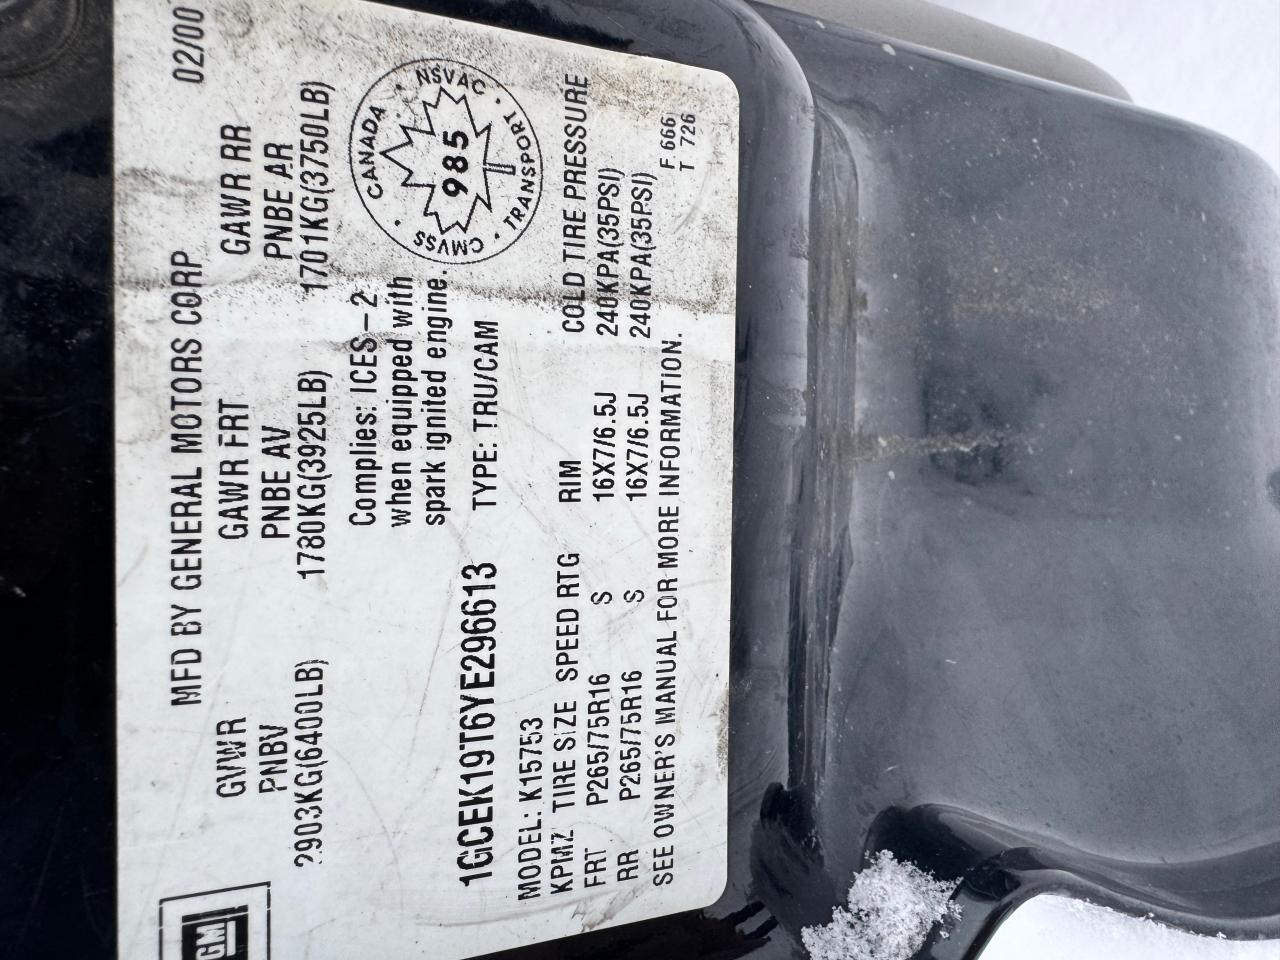 GM
MFD BY GENERAL MOTORS CORP 02/00
GVWR GAWR FRT GAWR RR
PNBV PNBE AV PNBE AR
2903KG(6400LB) 1780KG(3925LB) 1701KG(3750LB)
Complies: ICES-2
when equipped with
spark ignited engine.
CANADA · NSVAC · TRANSPORT · CMVSS ·
985
1GCEK19T6YE296613 TYPE: TRU/CAM
MODEL: K15753
KPMZ TIRE SIZE SPEED RTG RIM COLD TIRE PRESSURE
FRT P265/75R16 S 16X7/6.5J 240KPA(35PSI)
RR P265/75R16 S 16X7/6.5J 240KPA(35PSI)
SEE OWNER'S MANUAL FOR MORE INFORMATION.
F 666
T 726